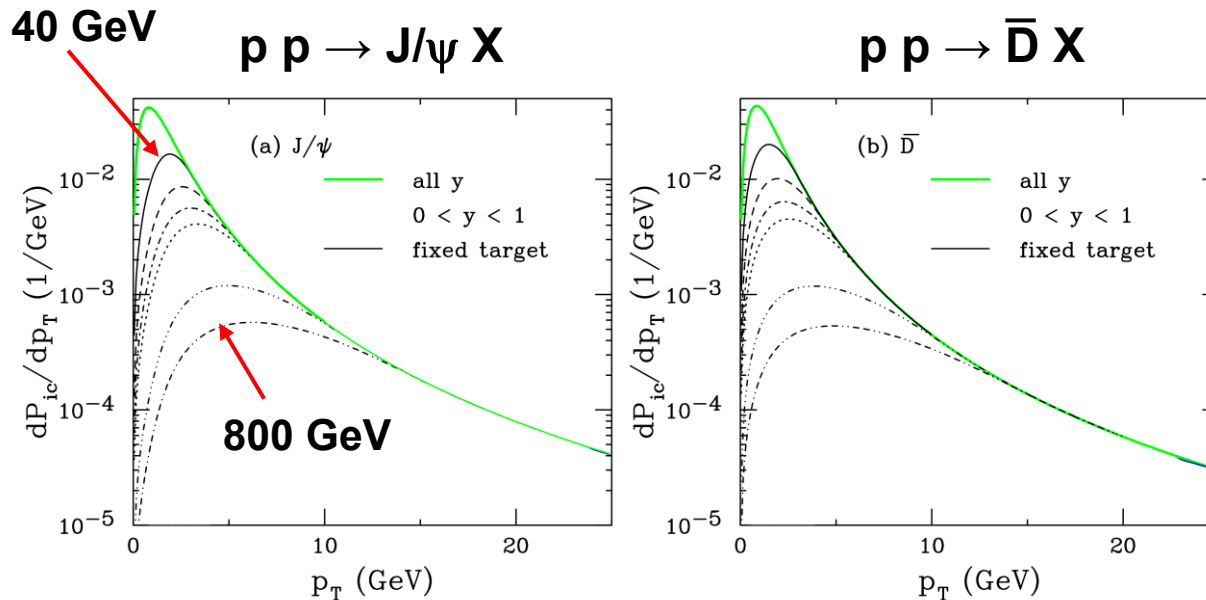 40 GeV
p p → J/ψ X
p p → D̅ X
(a) J/ψ
all y
0 < y < 1
fixed target
800 GeV
10⁻²
10⁻³
10⁻⁴
10⁻⁵
dP_ic/dp_T (1/GeV)
0
10
20
p_T (GeV)
(b) D̅
all y
0 < y < 1
fixed target
10⁻²
10⁻³
10⁻⁴
10⁻⁵
dP_ic/dp_T (1/GeV)
0
10
20
p_T (GeV)